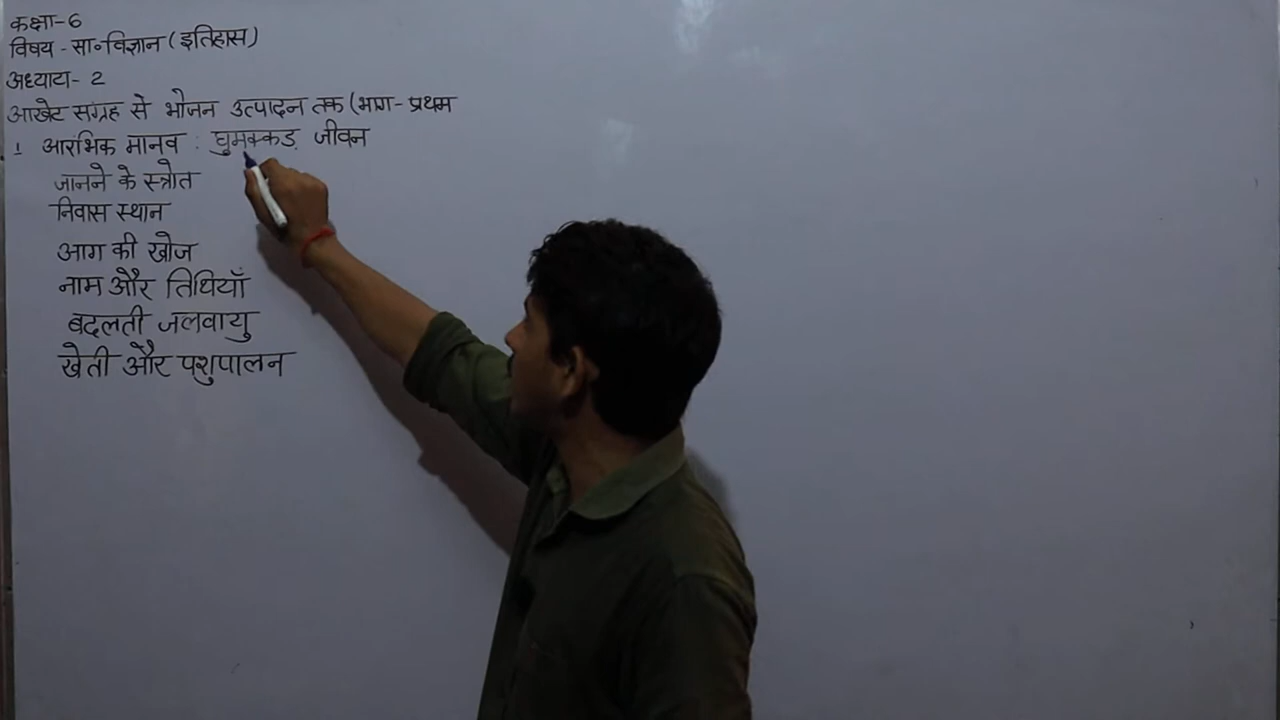 कक्षा-6
विषय - सा॰विज्ञान (इतिहास)
अध्याय- 2
आखेट संग्रह से भोजन उत्पादन तक (भाग- प्रथम
1 आरंभिक मानव : घुमक्कड़ जीवन
जानने के स्त्रोत
निवास स्थान
आग की खोज
नाम और तिथियाँ
बदलती जलवायु
खेती और पशुपालन